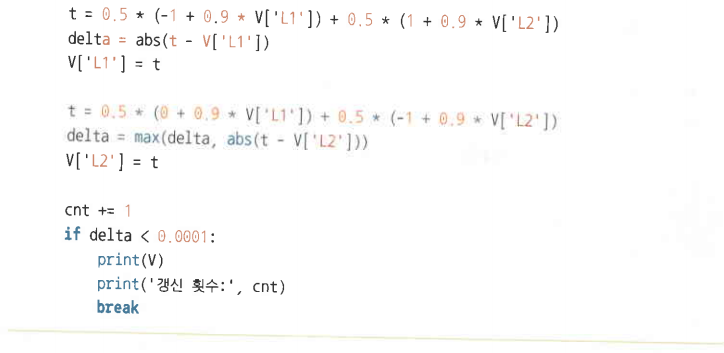 t = 0.5 * (-1 + 0.9 * V['L1']) + 0.5 * (1 + 0.9 * V['L2'])
delta = abs(t - V['L1'])
V['L1'] = t
t = 0.5 * (0 + 0.9 * V['L1']) + 0.5 * (-1 + 0.9 * V['L2'])
delta = max(delta, abs(t - V['L2']))
V['L2'] = t
cnt += 1
if delta < 0.0001:
    print(V)
    print('갱신 횟수:', cnt)
    break